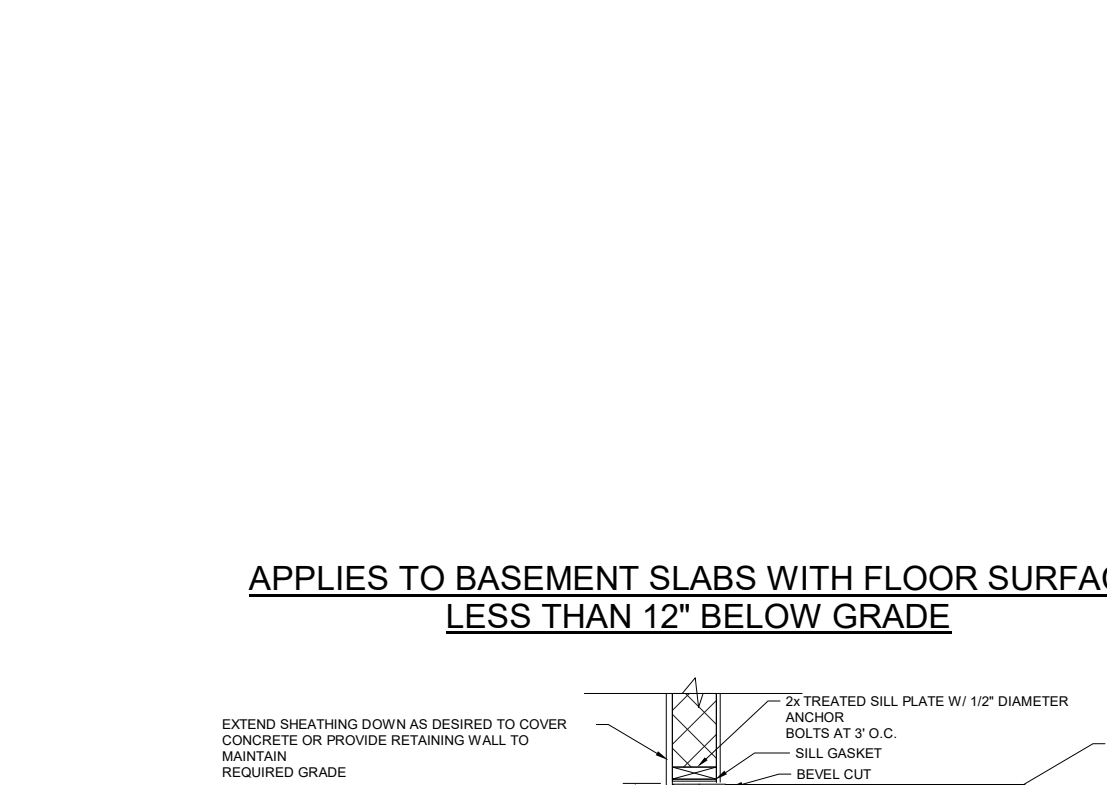 APPLIES TO BASEMENT SLABS WITH FLOOR
LESS THAN 12" BELOW GRADE
2x TREATED SILL PLATE W/ 1/2" DIAMETER
ANCHOR
BOLTS AT 3' O.C.
EXTEND SHEATHING DOWN AS DESIRED TO COVER
CONCRETE OR PROVIDE RETAINING WALL TO
MAINTAIN
REQUIRED GRADE
SILL GASKET
BEVEL CUT